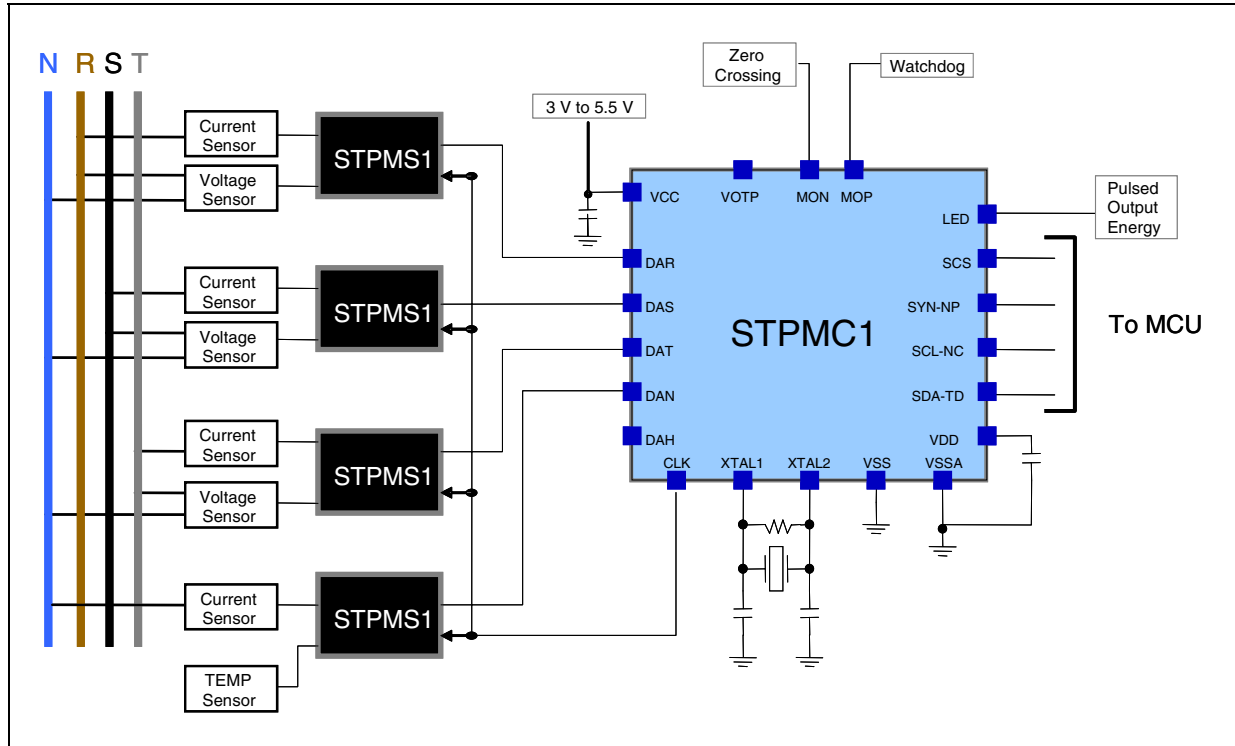 N R S T
Current
Sensor
Voltage
Sensor
STPMS1
Current
Sensor
Voltage
Sensor
STPMS1
Current
Sensor
Voltage
Sensor
STPMS1
Current
Sensor
TEMP
Sensor
STPMS1
3 V to 5.5 V
Zero
Crossing
Watchdog
VCC
VOTP
MON
MOP
LED
Pulsed
Output
Energy
DAR
DAS
DAT
DAN
DAH
STPMC1
SCS
SYN-NP
SCL-NC
SDA-TD
VDD
To MCU
CLK
XTAL1
XTAL2
VSS
VSSA